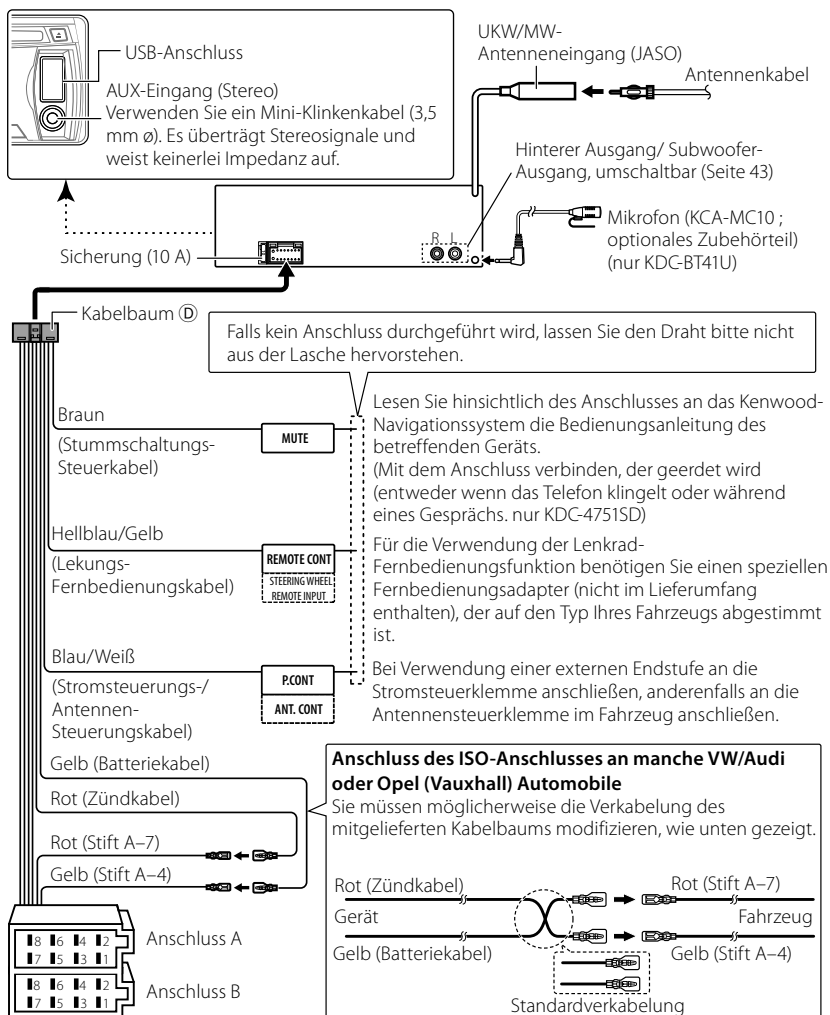 USB-Anschluss
AUX-Eingang (Stereo)
Verwenden Sie ein Mini-Klinkenkabel (3,5
mm ø). Es überträgt Stereosignale und
weist keinerlei Impedanz auf.
UKW/MW-
Antenneneingang (JASO)
Antennenkabel
Hinterer Ausgang/ Subwoofer-
Ausgang, umschaltbar (Seite 43)
R L
Mikrofon (KCA-MC10 ;
optionales Zubehörteil)
(nur KDC-BT41U)
Sicherung (10 A)
Kabelbaum Ⓓ
Falls kein Anschluss durchgeführt wird, lassen Sie den Draht bitte nicht
aus der Lasche hervorstehen.
Braun
(Stummschaltungs-
Steuerkabel)
MUTE
Lesen Sie hinsichtlich des Anschlusses an das Kenwood-
Navigationssystem die Bedienungsanleitung des
betreffenden Geräts.
(Mit dem Anschluss verbinden, der geerdet wird
(entweder wenn das Telefon klingelt oder während
eines Gesprächs. nur KDC-4751SD)
Hellblau/Gelb
(Lekungs-
Fernbedienungskabel)
REMOTE CONT
STEERING WHEEL
REMOTE INPUT
Für die Verwendung der Lenkrad-
Fernbedienungsfunktion benötigen Sie einen speziellen
Fernbedienungsadapter (nicht im Lieferumfang
enthalten), der auf den Typ Ihres Fahrzeugs abgestimmt
ist.
Blau/Weiß
(Stromsteuerungs-/
Antennen-
Steuerungskabel)
P.CONT
ANT. CONT
Bei Verwendung einer externen Endstufe an die
Stromsteuerklemme anschließen, anderenfalls an die
Antennensteuerklemme im Fahrzeug anschließen.
Gelb (Batteriekabel)
Rot (Zündkabel)
Rot (Stift A–7)
Gelb (Stift A–4)
8 6 4 2
7 5 3 1
Anschluss A
8 6 4 2
7 5 3 1
Anschluss B
Anschluss des ISO-Anschlusses an manche VW/Audi
oder Opel (Vauxhall) Automobile
Sie müssen möglicherweise die Verkabelung des
mitgelieferten Kabelbaums modifizieren, wie unten gezeigt.
Rot (Zündkabel)
Rot (Stift A–7)
Gerät
Fahrzeug
Gelb (Batteriekabel)
Gelb (Stift A–4)
Standardverkabelung